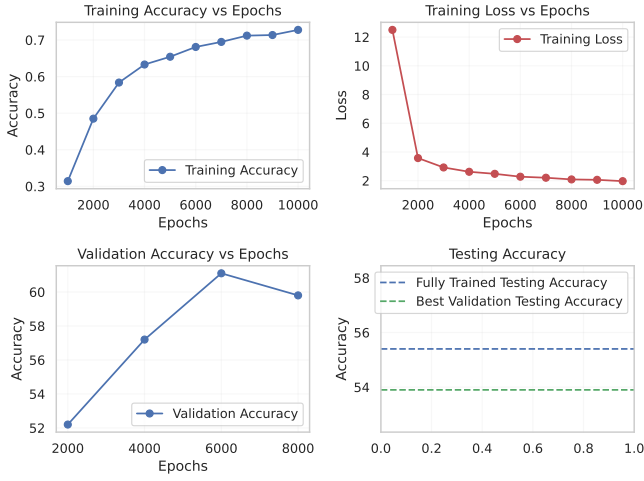 Training Accuracy vs Epochs
0.7
0.6
0.5
0.4
0.3
Accuracy
Training Accuracy
2000 4000 6000 8000 10000
Epochs
Training Loss vs Epochs
12
10
8
6
4
2
Loss
Training Loss
2000 4000 6000 8000 10000
Epochs
Validation Accuracy vs Epochs
60
58
56
54
52
Accuracy
Validation Accuracy
2000 4000 6000 8000
Epochs
Testing Accuracy
58
56
54
Accuracy
Fully Trained Testing Accuracy
Best Validation Testing Accuracy
0.0 0.2 0.4 0.6 0.8 1.0